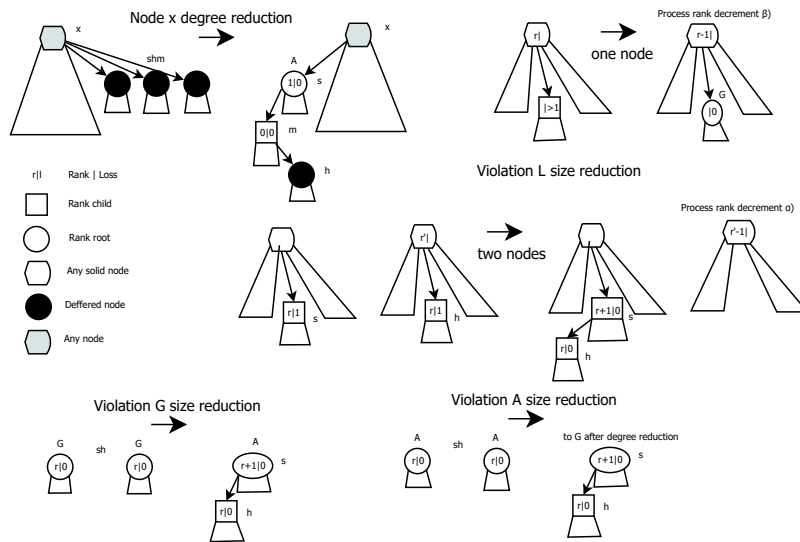 Node x degree reduction
x
shm
A
x
1|0
s
0|0
m
h
Process rank decrement β)
r|
one node
r-1|
|>1
G
|0
r|l Rank | Loss
Rank child
Rank root
Any solid node
Deffered node
Any node
Violation L size reduction
Process rank decrement α)
r'|
two nodes
r'-1|
r|1
s
r|1
h
r+1|0
s
r|0
h
Violation G size reduction
G
sh
G
A
r|0
r|0
r+1|0
s
r|0
h
Violation A size reduction
A
sh
A
to G after degree reduction
r|0
r|0
r+1|0
s
r|0
h